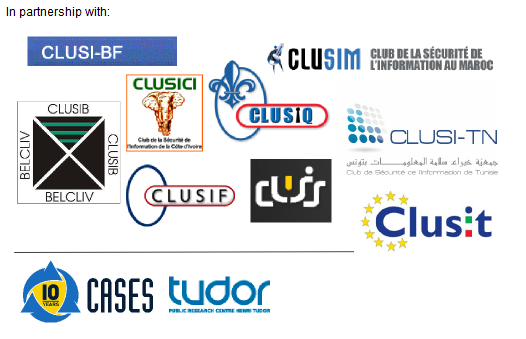 In partnership with:
CLUSI-BF
CLUSIM
CLUB DE LA SÉCURITÉ DE
L'INFORMATION AU MAROC
CLUSICI
Club de la Sécurité de
l'Information de la Côte d'Ivoire
CLUSIQ
CLUSIB
BELCLIV
CLUSIB
BELCLIV
CLUSI-TN
جمعية خبراء سلامة المعلومات بتونس
Club de Sécurité de l'Information de Tunisie
CLUSIF
clusis
Clusit
10
YEARS
CASES
tudor
PUBLIC RESEARCH CENTRE HENRI TUDOR